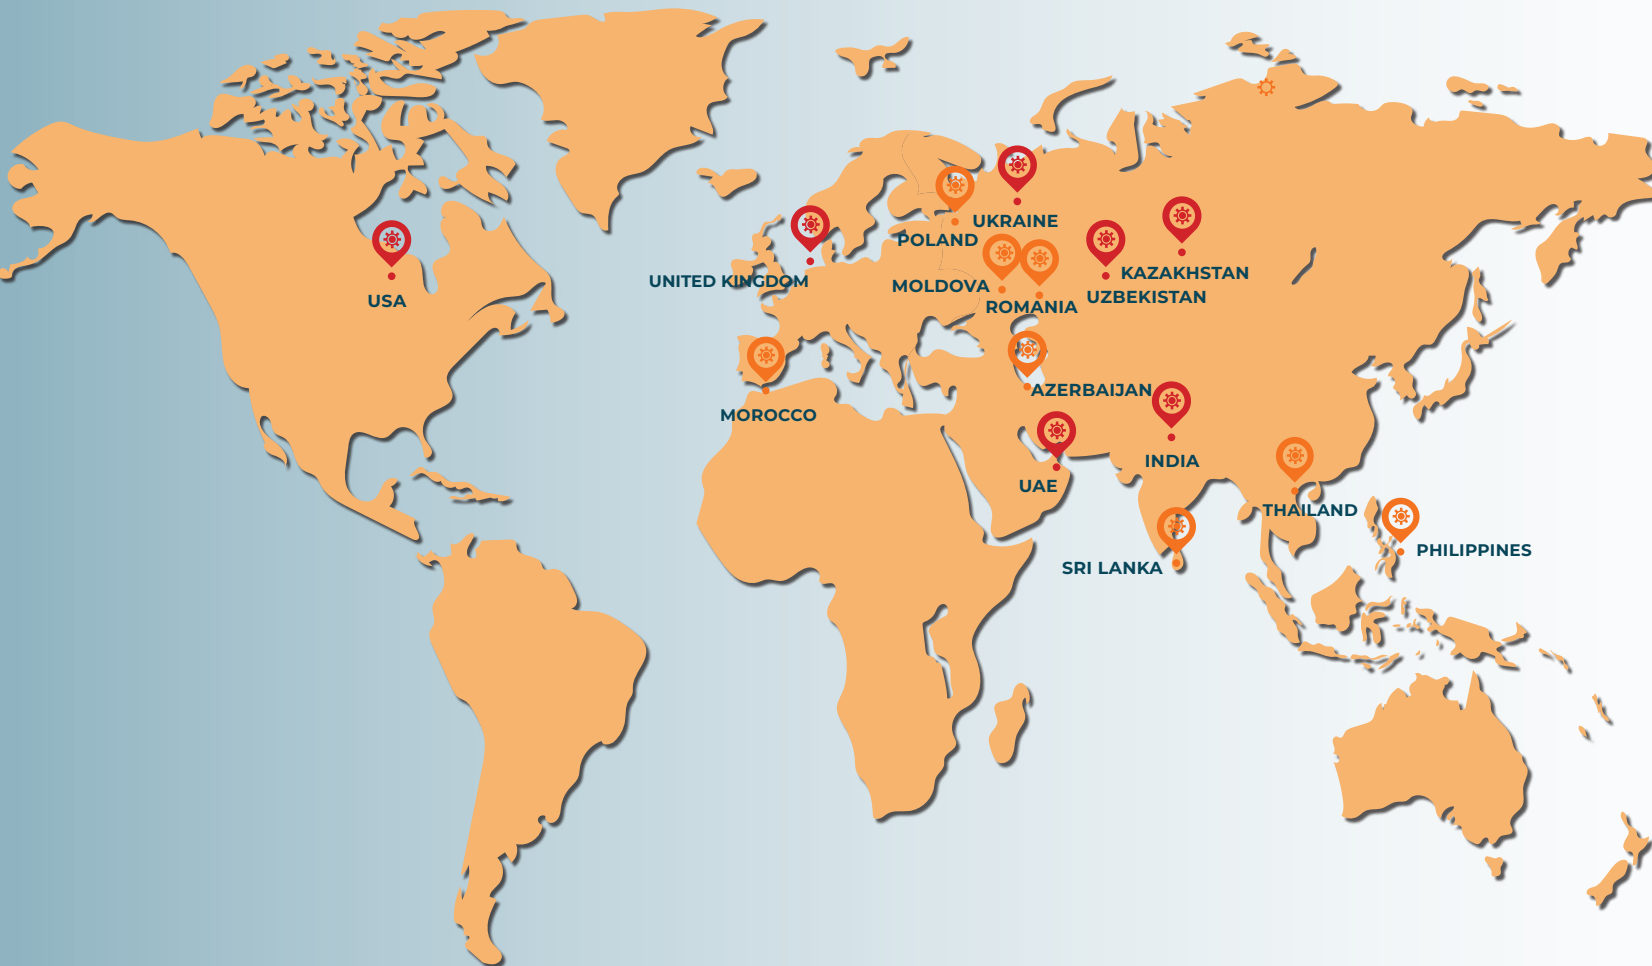 UKRAINE
POLAND
KAZAKHSTAN
UNITED KINGDOM
MOLDOVA
UZBEKISTAN
USA
ROMANIA
AZERBAIJAN
MOROCCO
INDIA
UAE
THAILAND
PHILIPPINES
SRI LANKA